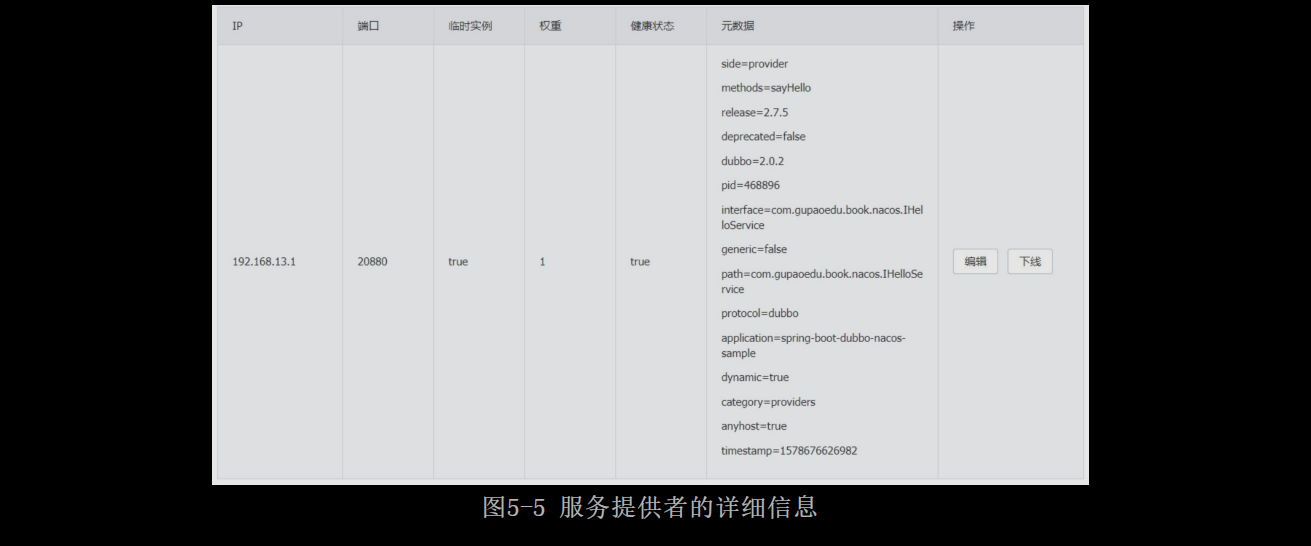 IP 端口 临时实例 权重 健康状态 元数据 操作
side=provider
methods=sayHello
release=2.7.5
deprecated=false
dubbo=2.0.2
pid=468896
interface=com.gupaoedu.book.nacos.IHel
loService
generic=false
192.168.13.1 20880 true 1 true 编辑 下线
path=com.gupaoedu.book.nacos.IHelloSe
rvice
protocol=dubbo
application=spring-boot-dubbo-nacos-
sample
dynamic=true
category=providers
anyhost=true
timestamp=1578676626982
图5-5 服务提供者的详细信息